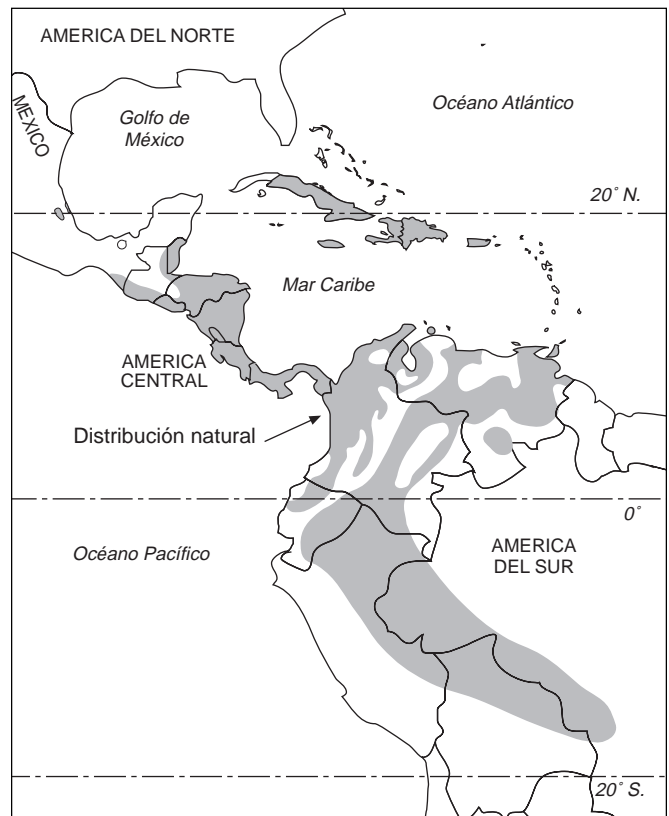 AMERICA DEL NORTE
MEXICO
Golfo de
México
Océano Atlántico
20˚ N.
Mar Caribe
AMERICA
CENTRAL
Distribución natural
0˚
Océano Pacífico
AMERICA
DEL SUR
20˚ S.